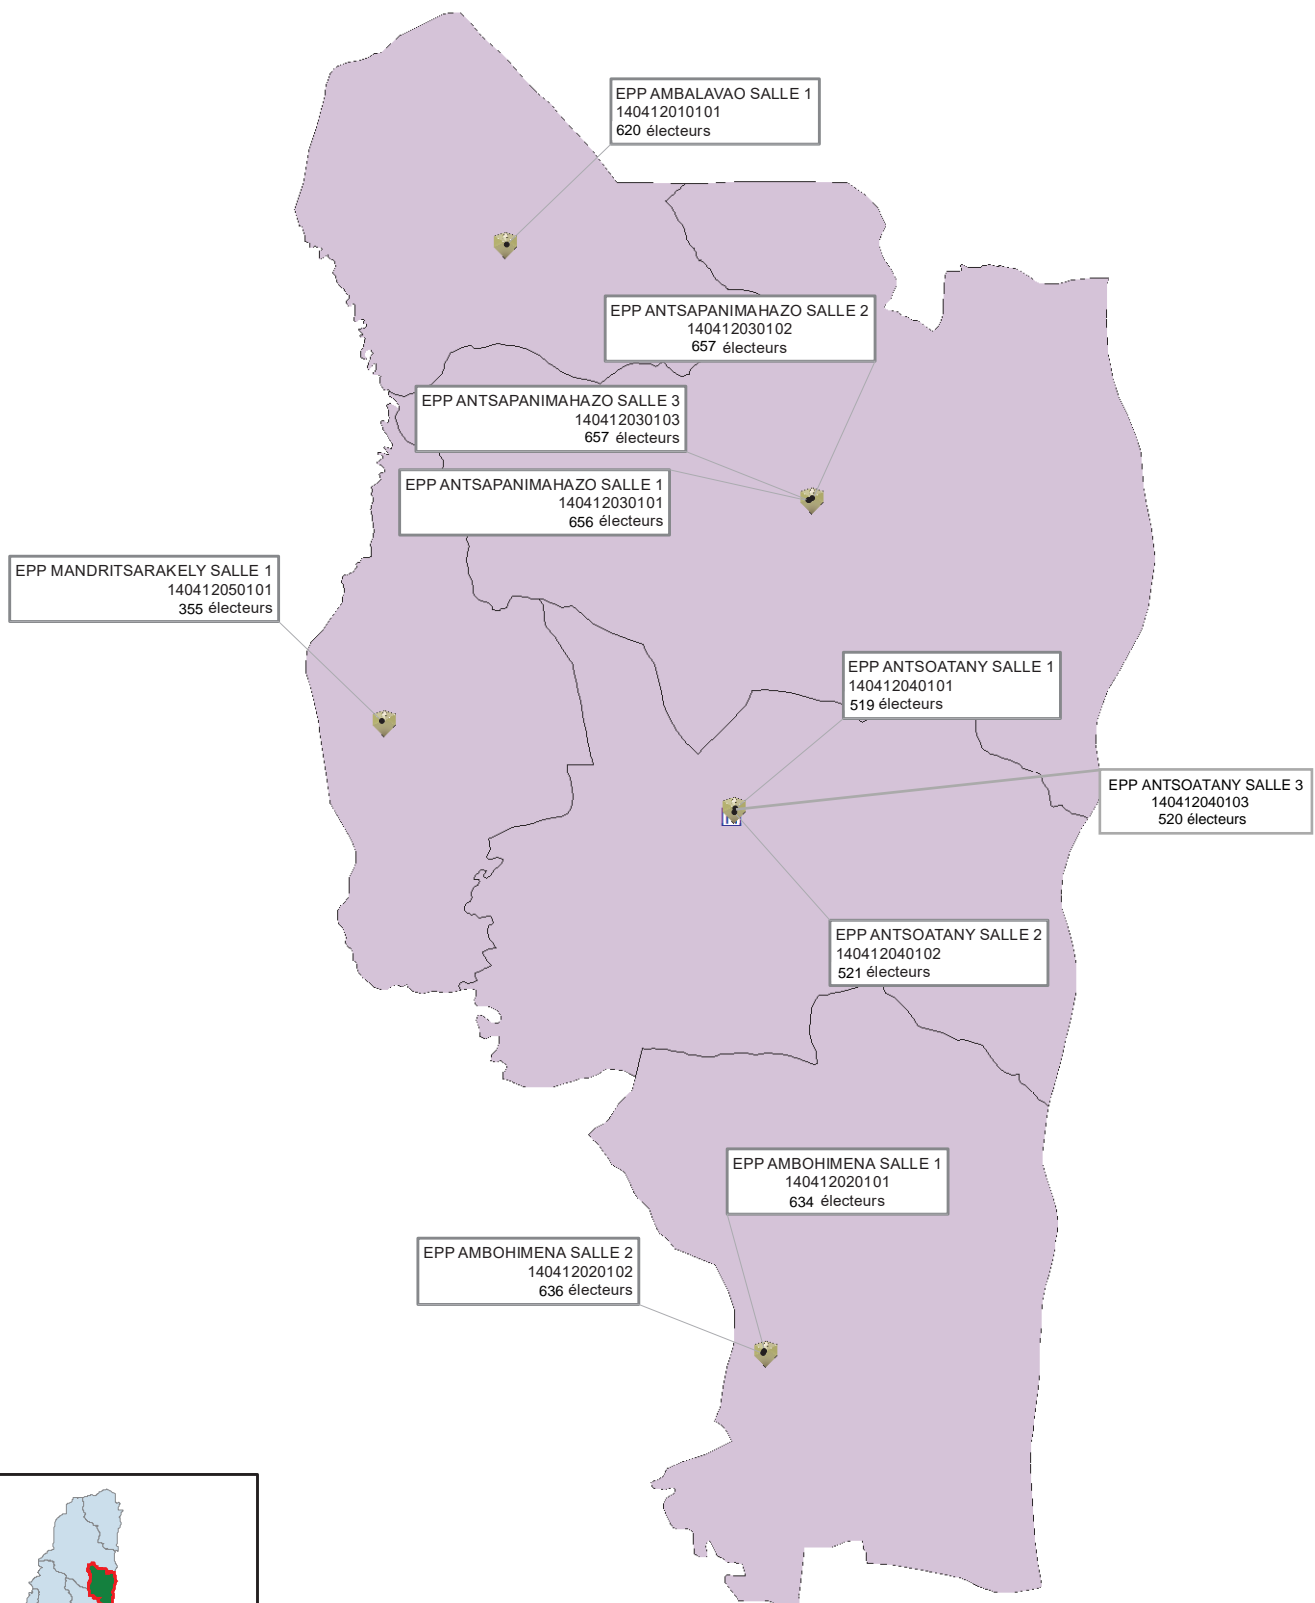 EPP AMBALAVAO SALLE 1
140412010101
620 électeurs
EPP ANTSAPANIMAHAZO SALLE 2
140412030102
657 électeurs
EPP ANTSAPANIMAHAZO SALLE 3
140412030103
657 électeurs
EPP ANTSAPANIMAHAZO SALLE 1
140412030101
656 électeurs
EPP MANDRITSARAKELY SALLE 1
140412050101
355 électeurs
EPP ANTSOATANY SALLE 1
140412040101
519 électeurs
EPP ANTSOATANY SALLE 3
140412040103
520 électeurs
EPP ANTSOATANY SALLE 2
140412040102
521 électeurs
EPP AMBOHIMENA SALLE 1
140412020101
634 électeurs
EPP AMBOHIMENA SALLE 2
140412020102
636 électeurs